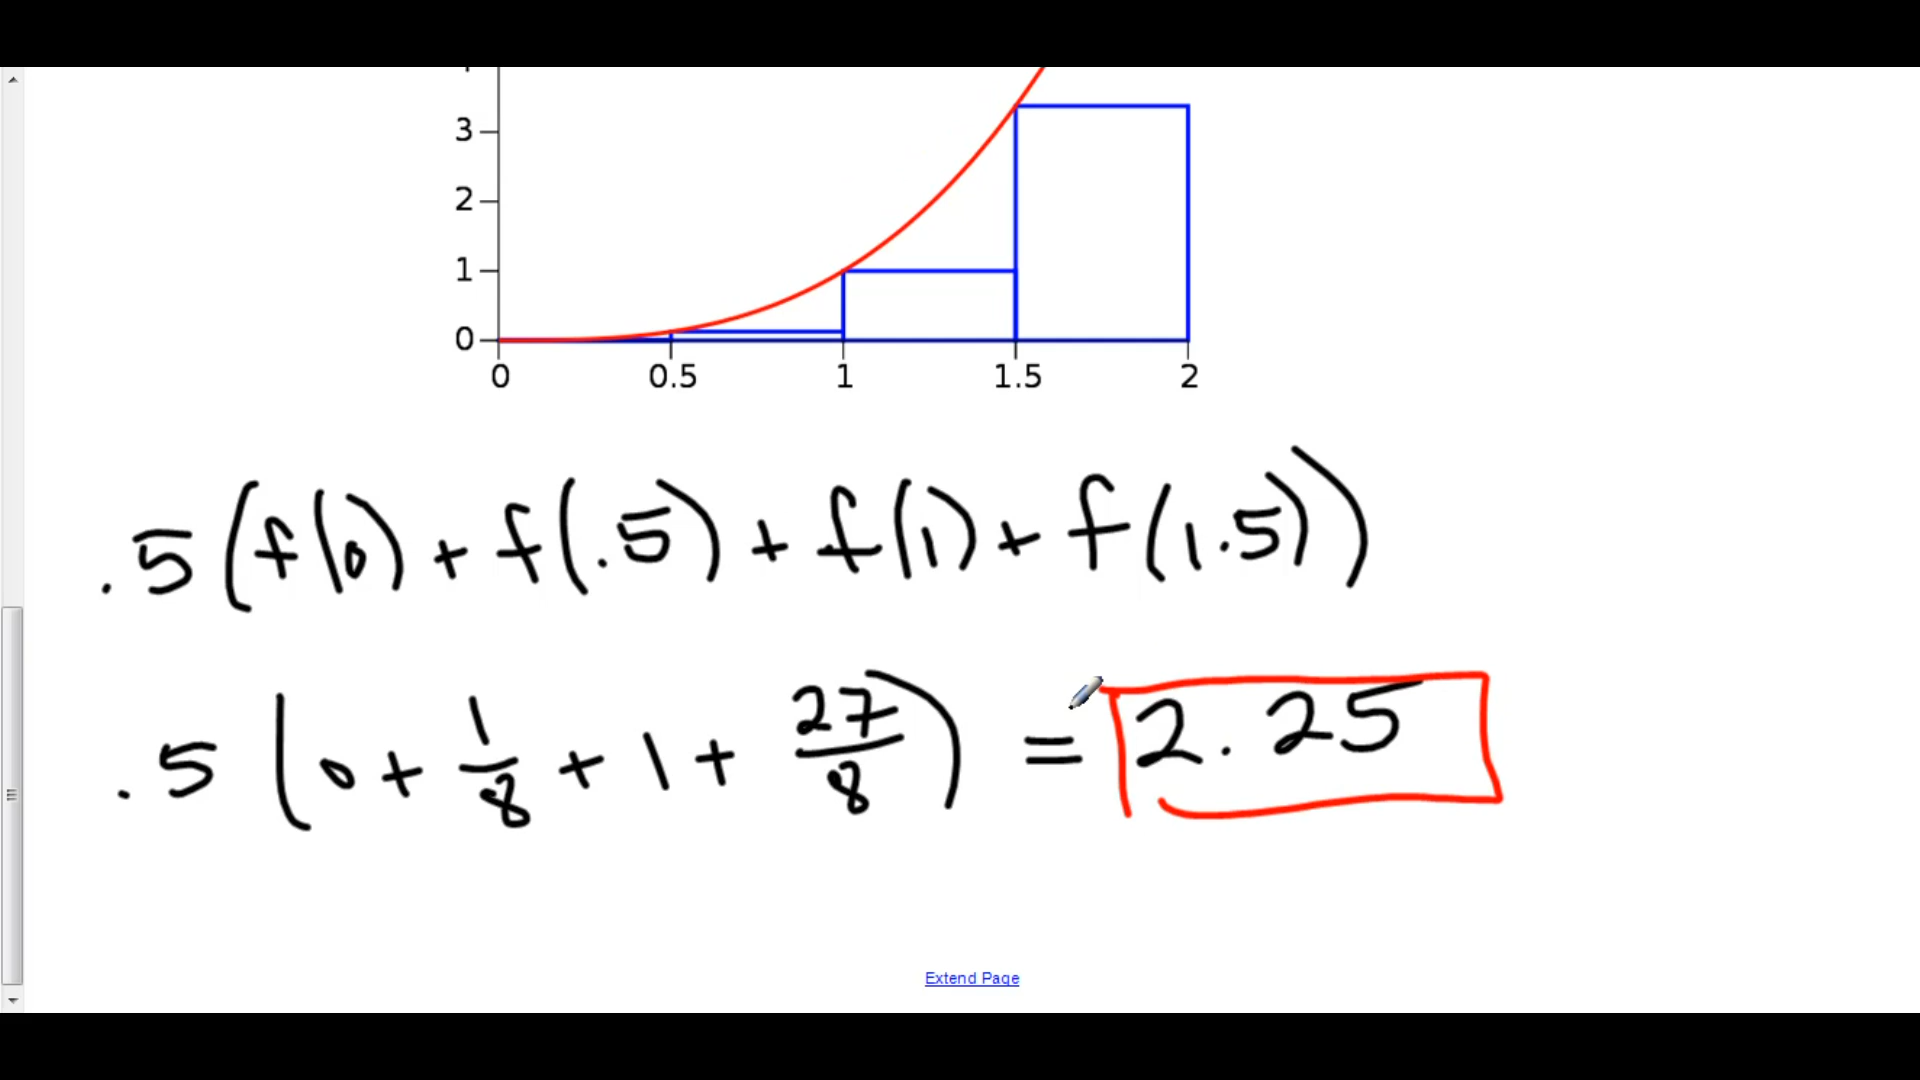 3
2
1
0
0 0.5 1 1.5 2
.5(f(0) + f(.5) + f(1) + f(1.5))
.5(0 + 1/8 + 1 + 27/8) = 2.25
Extend Page